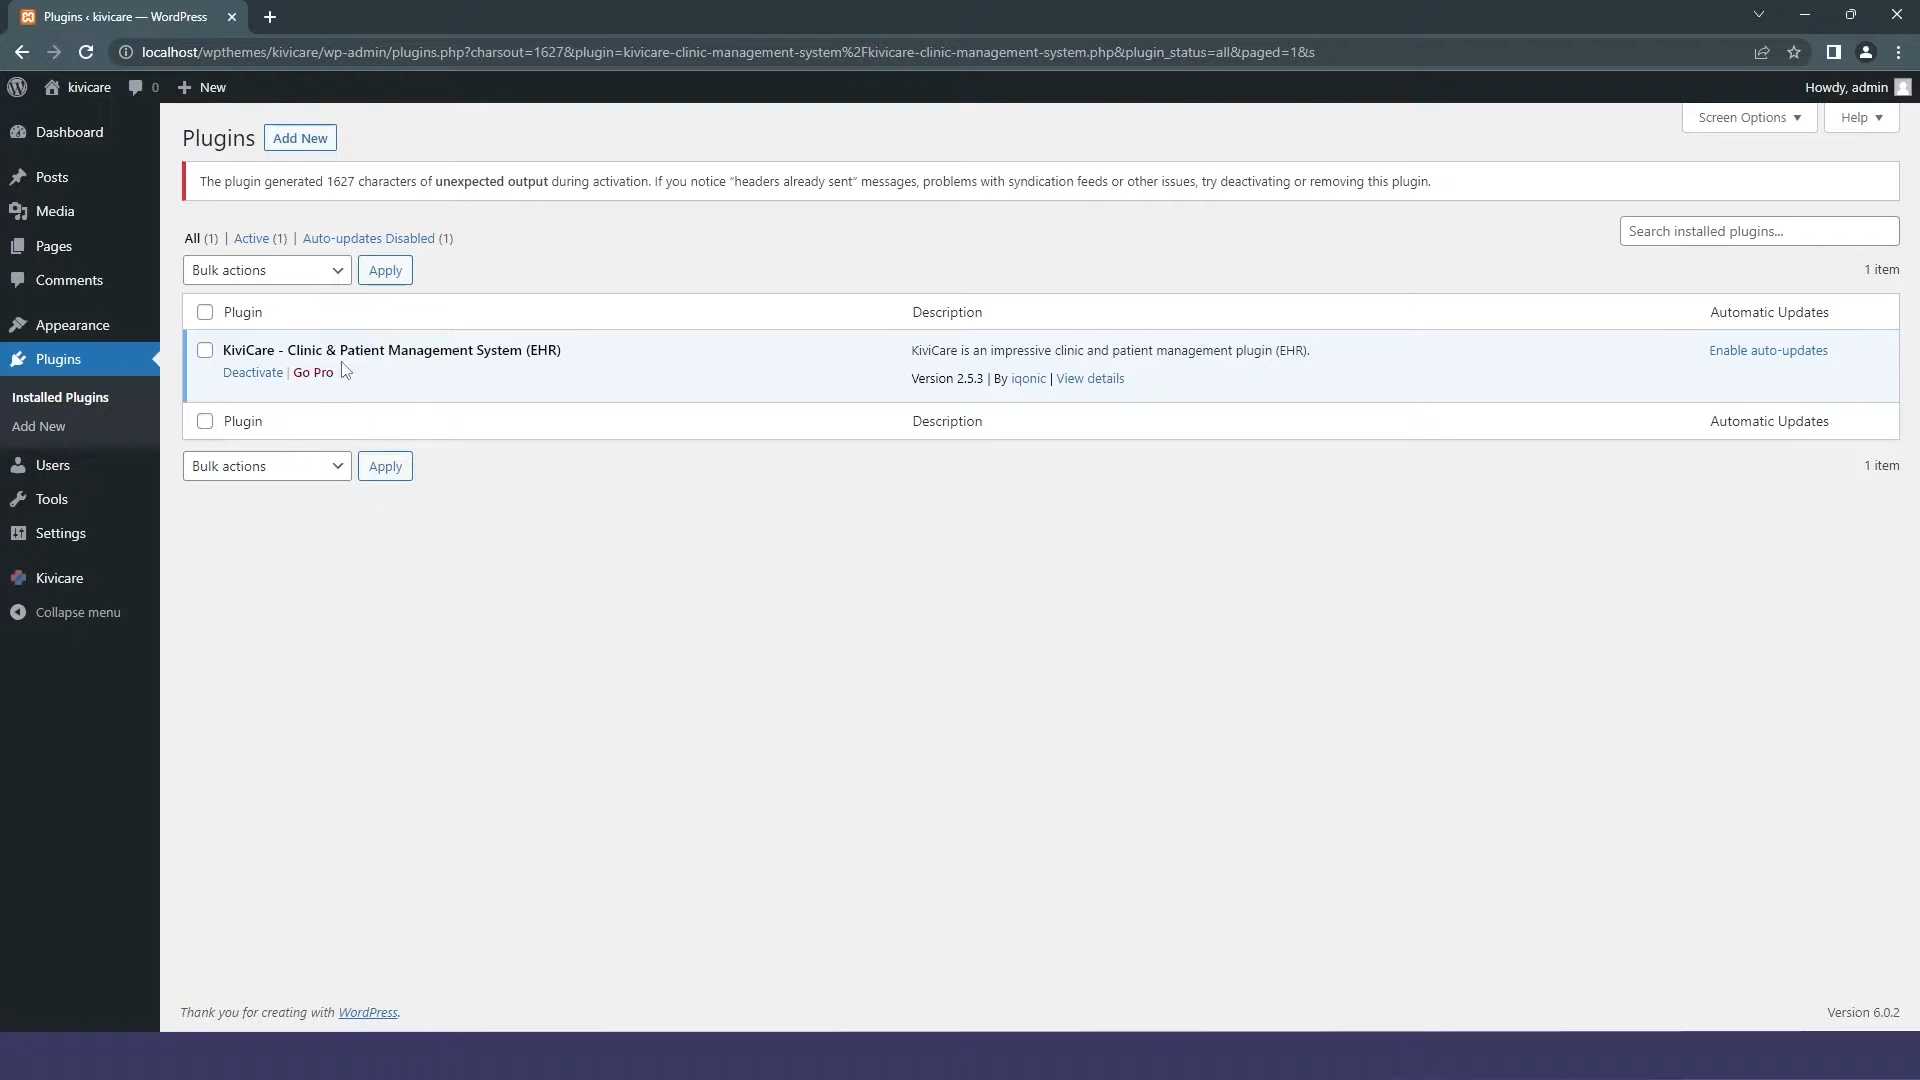 Plugins ‹ kivicare — WordPress
localhost/wpthemes/kivicare/wp-admin/plugins.php?charsout=1627&plugin=kivicare-clinic-management-system%2Fkivicare-clinic-management-system.php&plugin_status=all&paged=1&s
kivicare 0 New Howdy, admin
Screen Options Help
Dashboard
Posts
Media
Pages
Comments
Appearance
Plugins
Installed Plugins
Add New
Users
Tools
Settings
Kivicare
Collapse menu
Plugins Add New
The plugin generated 1627 characters of unexpected output during activation. If you notice “headers already sent” messages, problems with syndication feeds or other issues, try deactivating or removing this plugin.
All (1) | Active (1) | Auto-updates Disabled (1)
Search installed plugins...
Bulk actions Apply 1 item
Plugin Description Automatic Updates
KiviCare - Clinic & Patient Management System (EHR) KiviCare is an impressive clinic and patient management plugin (EHR). Enable auto-updates
Deactivate | Go Pro Version 2.5.3 | By iqonic | View details
Plugin Description Automatic Updates
Bulk actions Apply 1 item
Thank you for creating with WordPress. Version 6.0.2